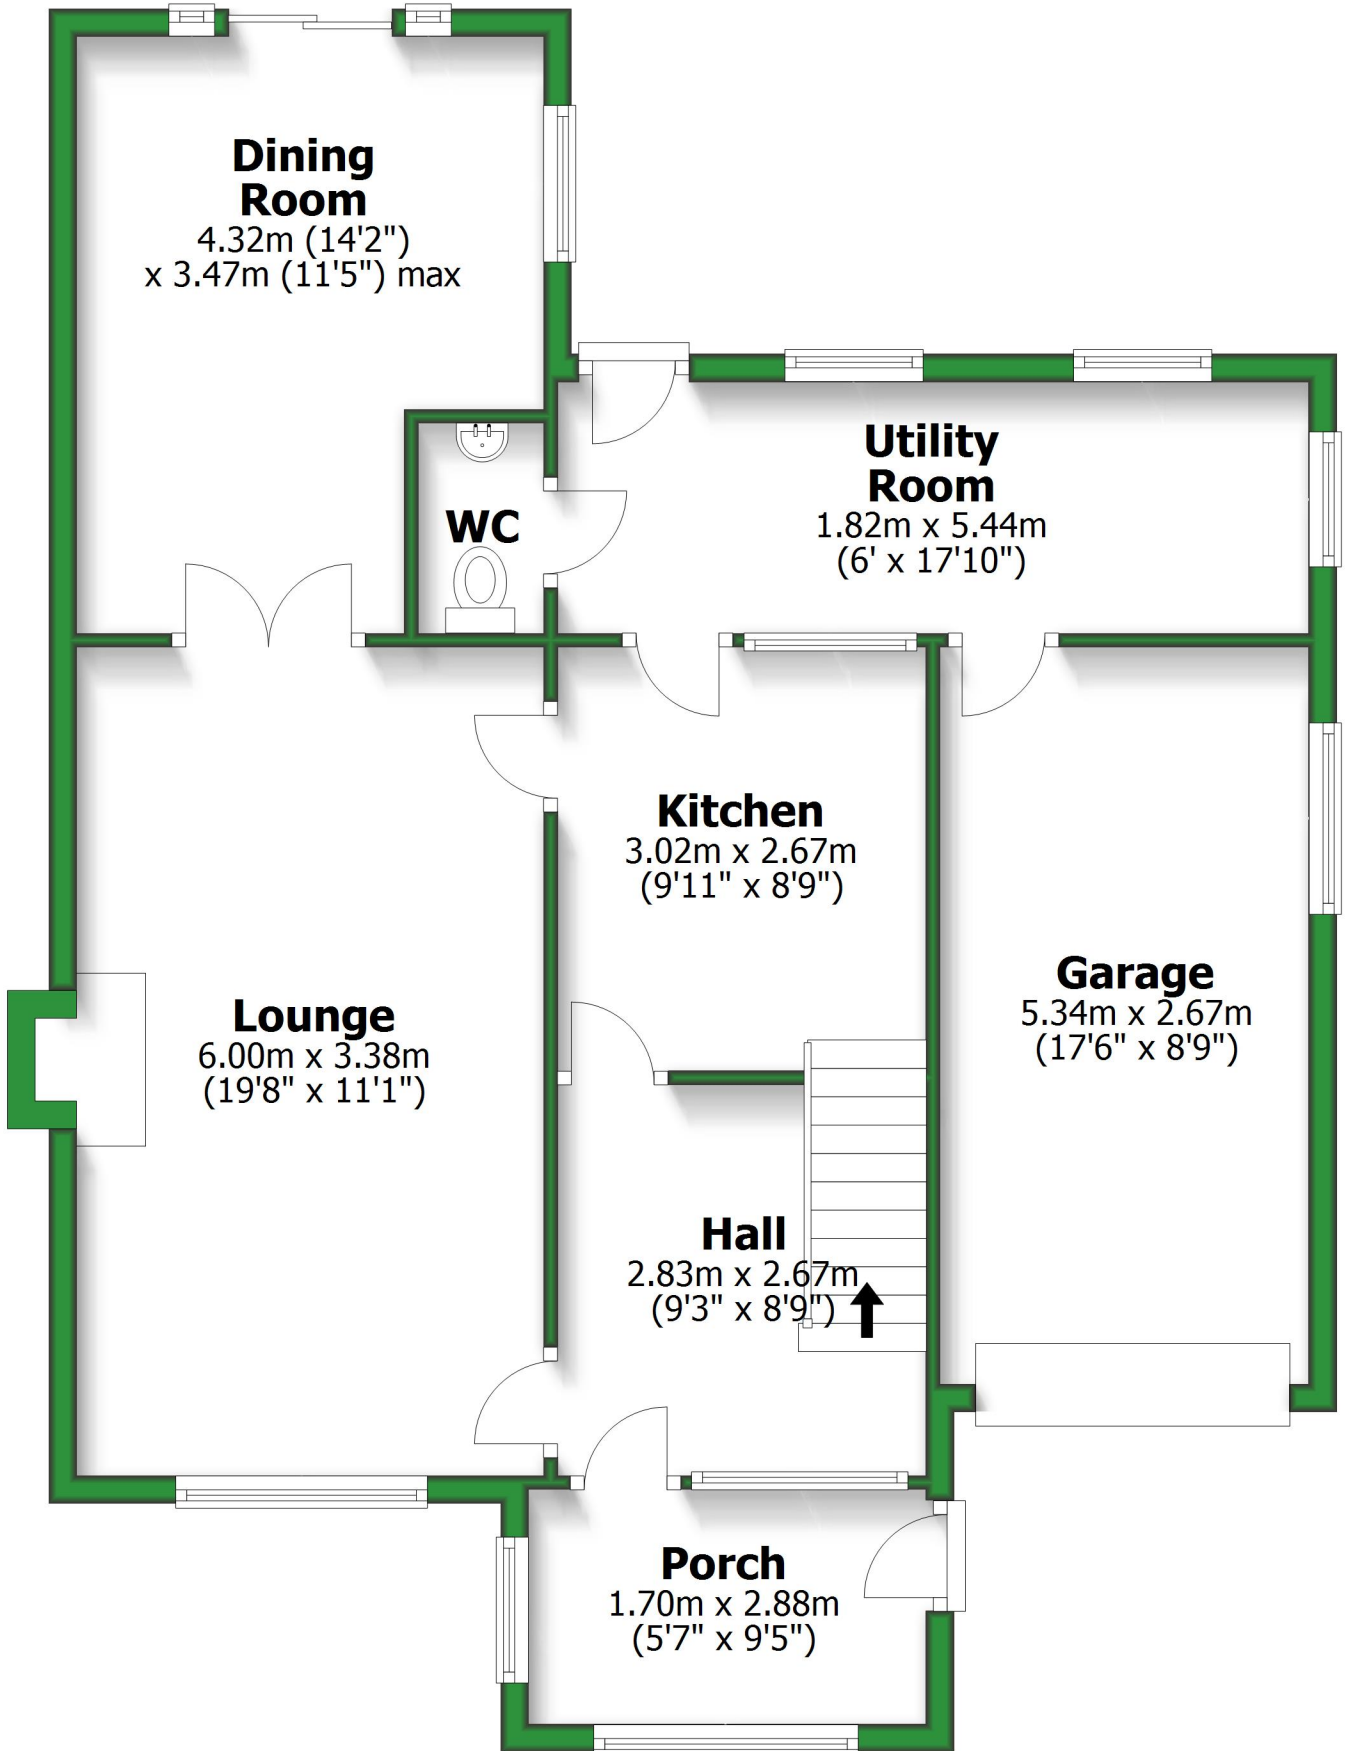 Dining
Room
4.32m (14'2")
x 3.47m (11'5") max
Utility
Room
1.82m x 5.44m
(6' x 17'10")
WC
Kitchen
3.02m x 2.67m
(9'11" x 8'9")
Garage
5.34m x 2.67m
(17'6" x 8'9")
Lounge
6.00m x 3.38m
(19'8" x 11'1")
Hall
2.83m x 2.67m
(9'3" x 8'9")
Porch
1.70m x 2.88m
(5'7" x 9'5")